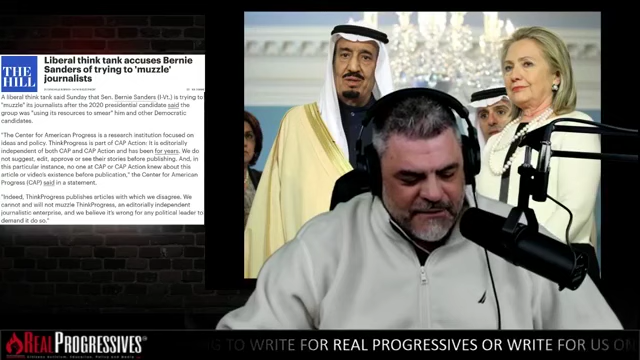 THE
HILL
Liberal think tank accuses Bernie
Sanders of trying to 'muzzle'
journalists
A liberal think tank said Sunday that Sen. Bernie Sanders (I-Vt.) is trying to
"muzzle" its journalists after the 2020 presidential candidate said the
group was "using its resources to smear" him and other Democratic
candidates.
"The Center for American Progress is a research institution focused on
ideas and policy. ThinkProgress is part of CAP Action: It is editorially
independent of both CAP and CAP Action and has been for years. We do
not suggest, edit, approve or see their stories before publishing. And, in
this particular instance, no one at CAP or CAP Action knew about this
article or video's existence before publication," the Center for American
Progress (CAP) said in a statement.
"Indeed, ThinkProgress publishes articles with which we disagree. We
cannot and will not muzzle ThinkProgress, an editorially independent
journalistic enterprise, and we believe it's wrong for any political leader to
demand it do so."
REALPROGRESSIVES
NG TO WRITE FOR REAL PROGRESSIVES OR WRITE FOR US ON